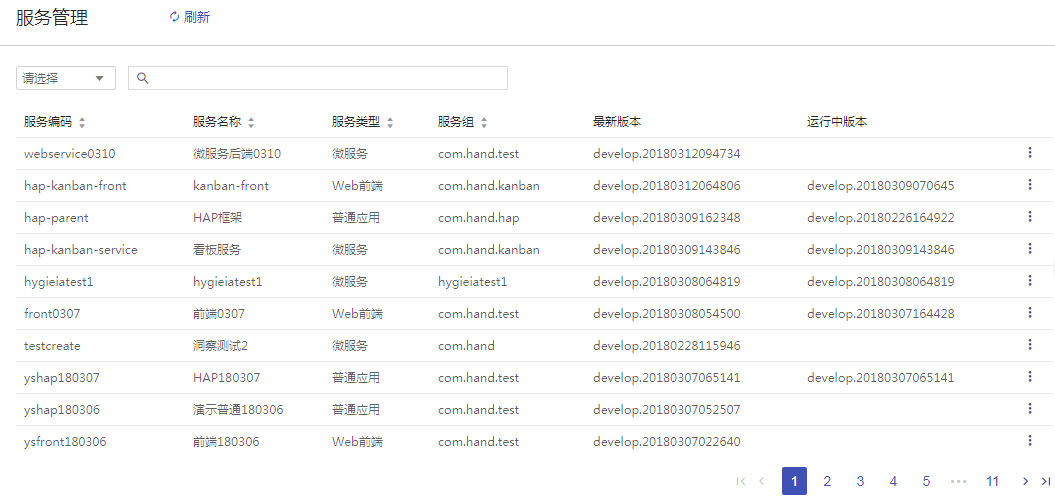 服务管理 刷新
请选择
服务编码 服务名称 服务类型 服务组 最新版本 运行中版本
webservice0310 微服务后端0310 微服务 com.hand.test develop.20180312094734
hap-kanban-front kanban-front Web前端 com.hand.kanban develop.20180312064806 develop.20180309070645
hap-parent HAP框架 普通应用 com.hand.hap develop.20180309162348 develop.20180226164922
hap-kanban-service 看板服务 微服务 com.hand.kanban develop.20180309143846 develop.20180309143846
hygieiatest1 hygieiatest1 微服务 hygieiatest1 develop.20180308064819 develop.20180308064819
front0307 前端0307 Web前端 com.hand.test develop.20180308054500 develop.20180307164428
testcreate 洞察测试2 微服务 com.hand develop.20180228115946
yshap180307 HAP180307 普通应用 com.hand.test develop.20180307065141 develop.20180307065141
yshap180306 演示普通180306 普通应用 com.hand.test develop.20180307052507
ysfront180306 前端180306 Web前端 com.hand.test develop.20180307022640
1 2 3 4 5 ••• 11